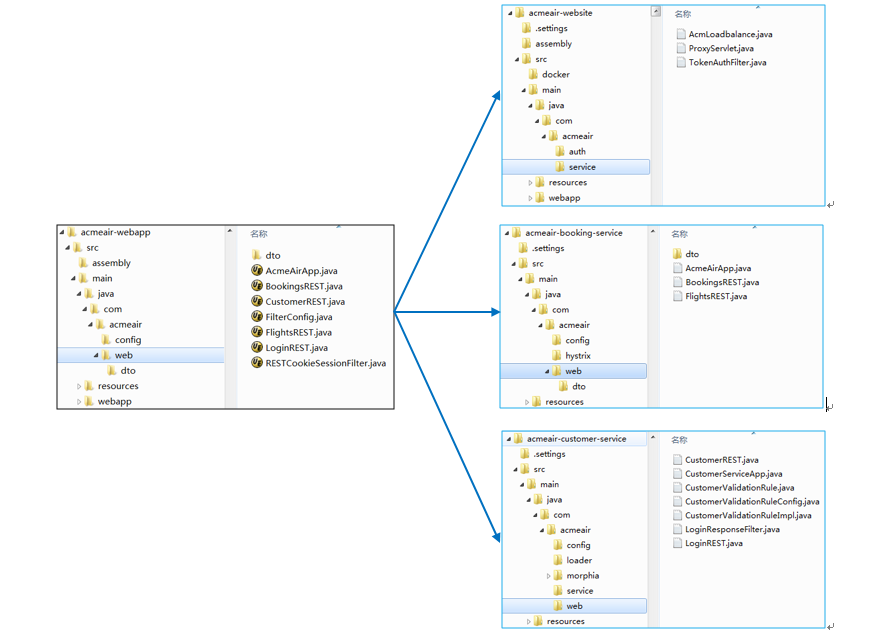 acmeair-webapp
src
assembly
main
java
com
acmeair
config
web
dto
resources
webapp
名称
dto
AcmeAirApp.java
BookingsREST.java
CustomerREST.java
FilterConfig.java
FlightsREST.java
LoginREST.java
RESTCookieSessionFilter.java
acmeair-website
.settings
assembly
src
docker
main
java
com
acmeair
auth
service
resources
webapp
名称
AcmLoadbalance.java
ProxyServlet.java
TokenAuthFilter.java
acmeair-booking-service
.settings
src
main
java
com
acmeair
config
hystrix
web
dto
resources
名称
dto
AcmeAirApp.java
BookingsREST.java
FlightsREST.java
acmeair-customer-service
.settings
src
main
java
com
acmeair
config
loader
morphia
service
web
resources
名称
CustomerREST.java
CustomerServiceApp.java
CustomerValidationRule.java
CustomerValidationRuleConfig.java
CustomerValidationRuleImpl.java
LoginResponseFilter.java
LoginREST.java